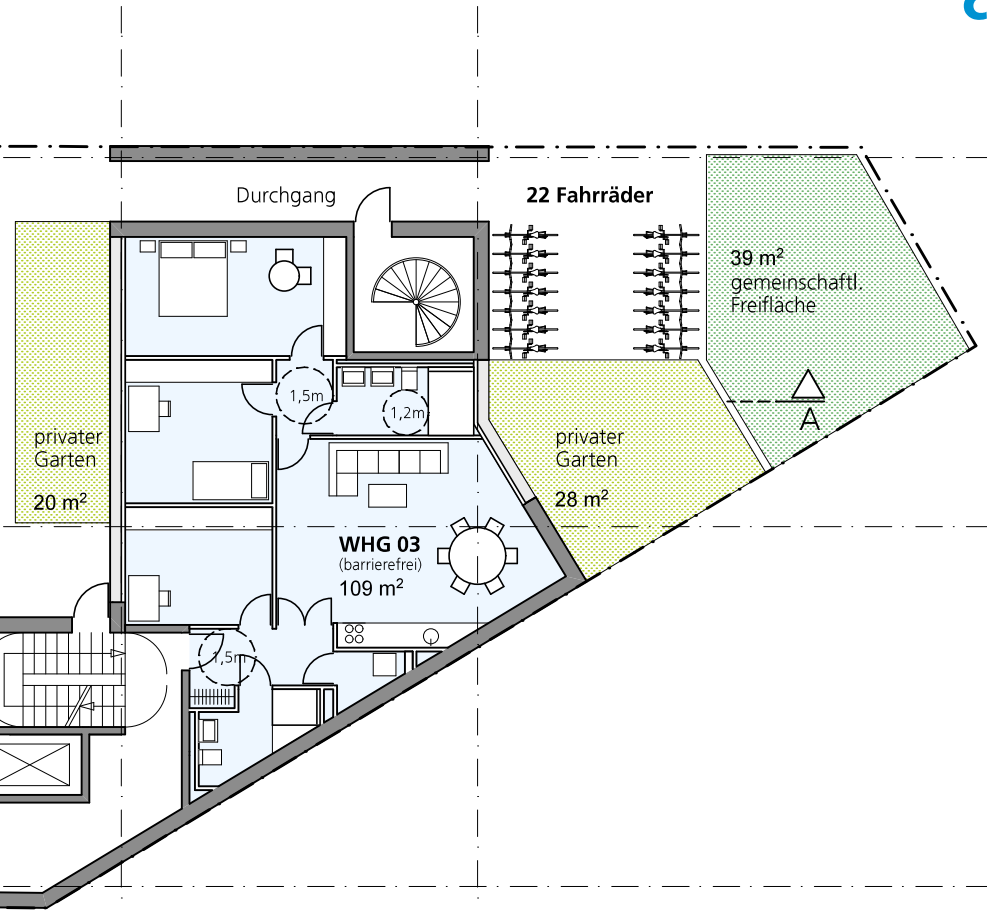 Durchgang
22 Fahrräder
39 m²
gemeinschaftl.
Freifläche
1,5m
1,2m
A
privater
Garten
20 m²
privater
Garten
28 m²
WHG 03
(barrierefrei)
109 m²
1,5m